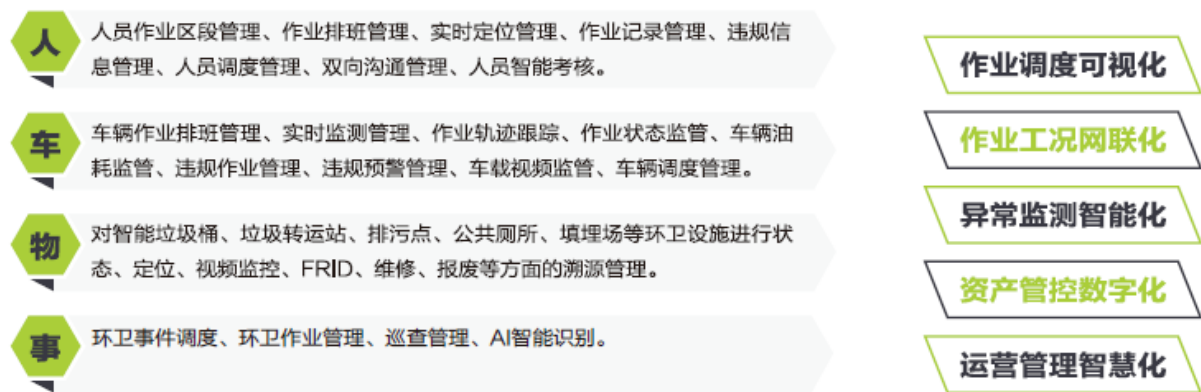 人
人员作业区段管理、作业排班管理、实时定位管理、作业记录管理、违规信
息管理、人员调度管理、双向沟通管理、人员智能考核。
车
车辆作业排班管理、实时监测管理、作业轨迹跟踪、作业状态监管、车辆油
耗监管、违规作业管理、违规预警管理、车载视频监管、车辆调度管理。
物
对智能垃圾桶、垃圾转运站、排污点、公共厕所、填埋场等环卫设施进行状
态、定位、视频监控、FRID、维修、报废等方面的溯源管理。
事
环卫事件调度、环卫作业管理、巡查管理、AI智能识别。
作业调度可视化
作业工况网联化
异常监测智能化
资产管控数字化
运营管理智慧化